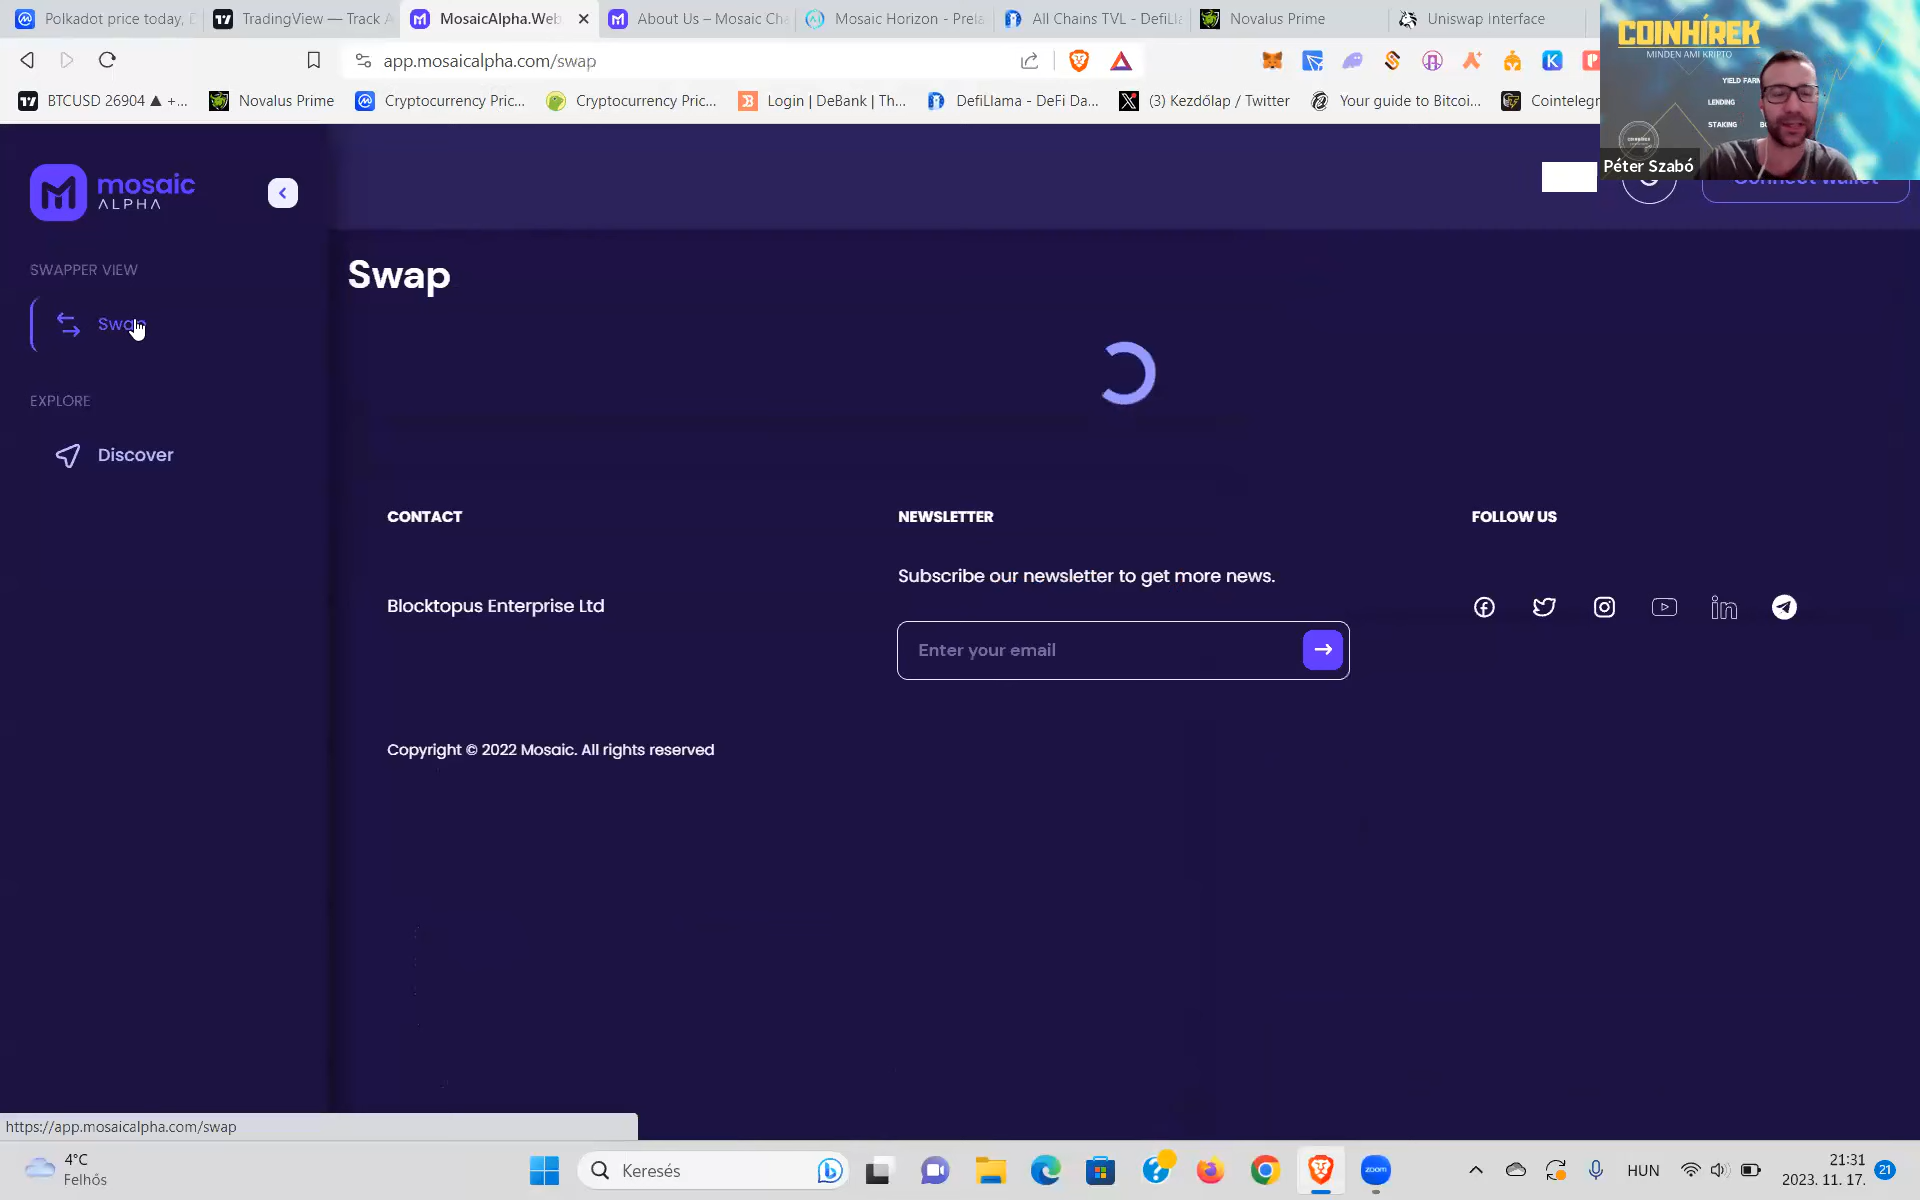 Polkadot price today,
TradingView — Track A
MosaicAlpha.Web
About Us – Mosaic Ch
Mosaic Horizon - Prela
All Chains TVL - DefiLl
Novalus Prime
Uniswap Interface
app.mosaicalpha.com/swap
BTCUSD 26904 ▲ +...
Novalus Prime
Cryptocurrency Pric...
Cryptocurrency Pric...
Login | DeBank | Th...
DefiLlama - DeFi Da...
(3) Kezdőlap / Twitter
Your guide to Bitcoi...
Cointelegr
COINHÍREK
MINDEN AMI KRIPTO
YIELD FARM
LENDING
STAKING
Péter Szabó
mosaic
ALPHA
Connect wallet
SWAPPER VIEW
Swap
Swap
EXPLORE
Discover
CONTACT
NEWSLETTER
FOLLOW US
Subscribe our newsletter to get more news.
Blocktopus Enterprise Ltd
Enter your email
Copyright © 2022 Mosaic. All rights reserved
https://app.mosaicalpha.com/swap
4°C
Felhős
Keresés
zoom
HUN
21:31
2023. 11. 17.
21